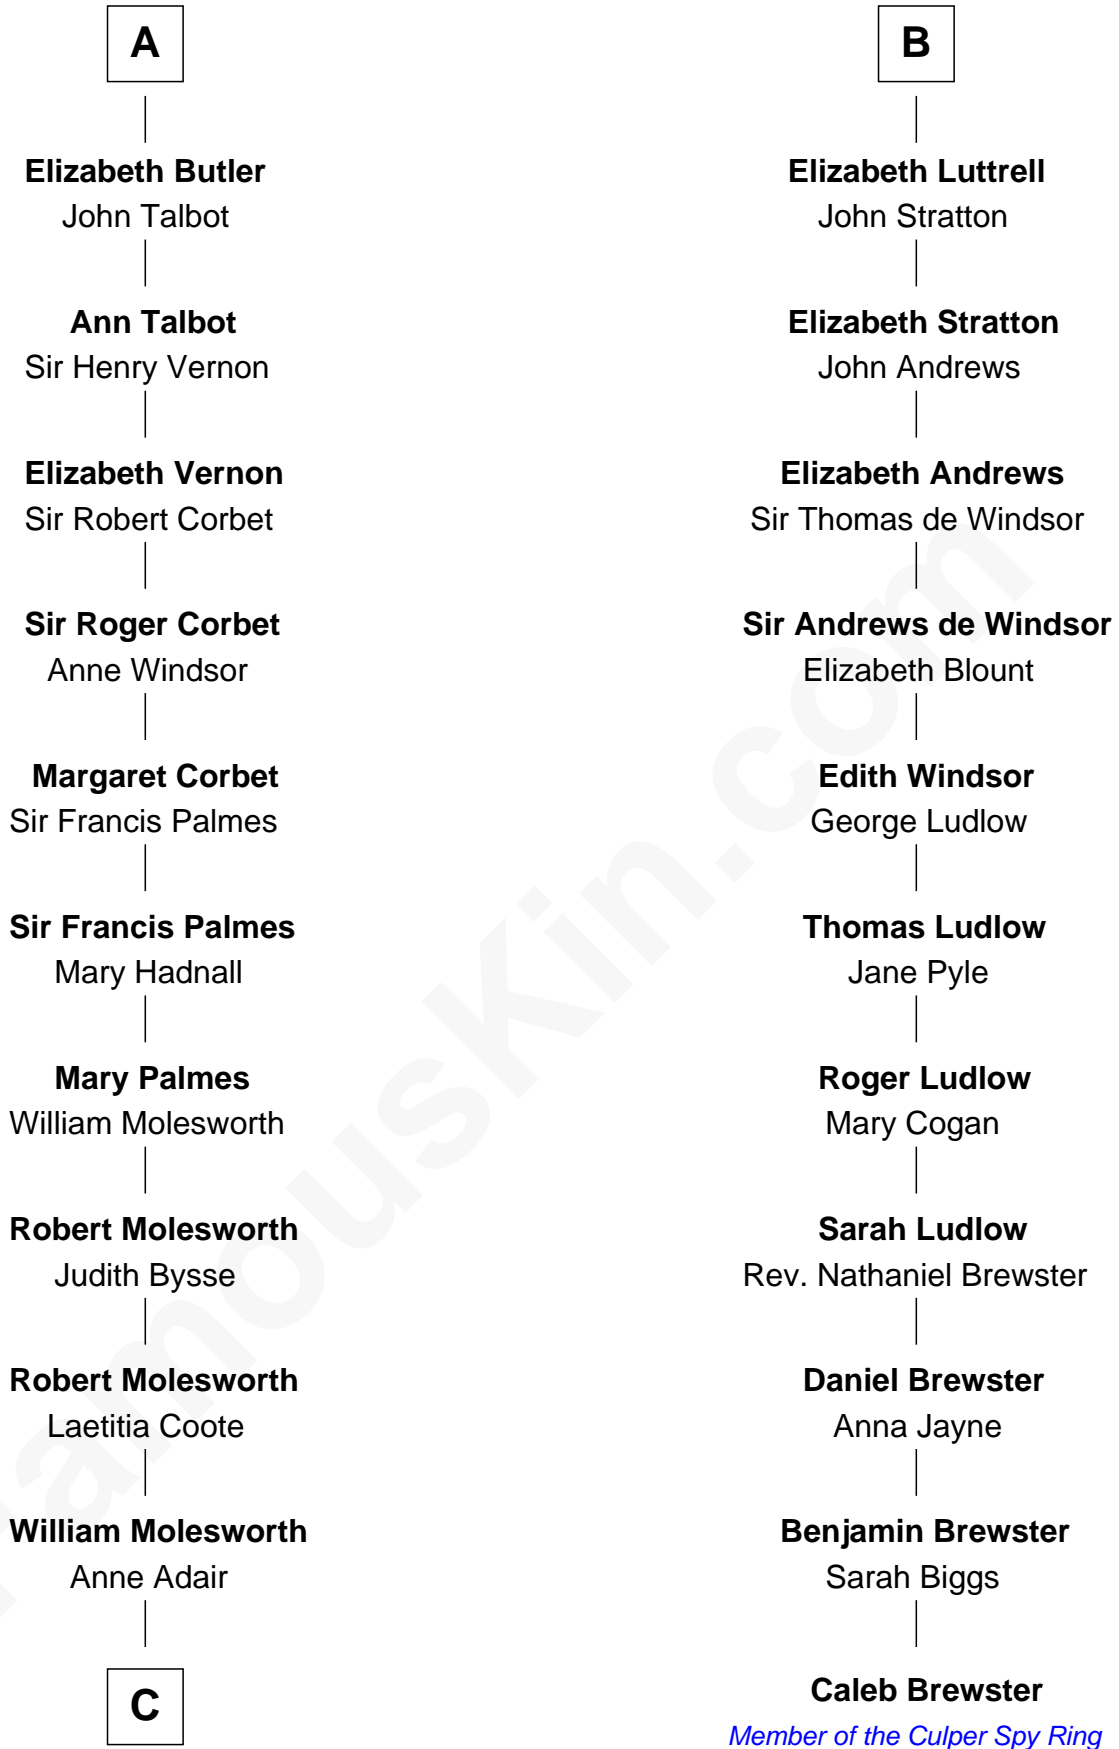 A
Elizabeth Butler
John Talbot
Ann Talbot
Sir Henry Vernon
Elizabeth Vernon
Sir Robert Corbet
Sir Roger Corbet
Anne Windsor
Margaret Corbet
Sir Francis Palmes
Sir Francis Palmes
Mary Hadnall
Mary Palmes
William Molesworth
Robert Molesworth
Judith Bysse
Robert Molesworth
Laetitia Coote
William Molesworth
Anne Adair
C
B
Elizabeth Luttrell
John Stratton
Elizabeth Stratton
John Andrews
Elizabeth Andrews
Sir Thomas de Windsor
Sir Andrews de Windsor
Elizabeth Blount
Edith Windsor
George Ludlow
Thomas Ludlow
Jane Pyle
Roger Ludlow
Mary Cogan
Sarah Ludlow
Rev. Nathaniel Brewster
Daniel Brewster
Anna Jayne
Benjamin Brewster
Sarah Biggs
Caleb Brewster
Member of the Culper Spy Ring
FamousKin.com